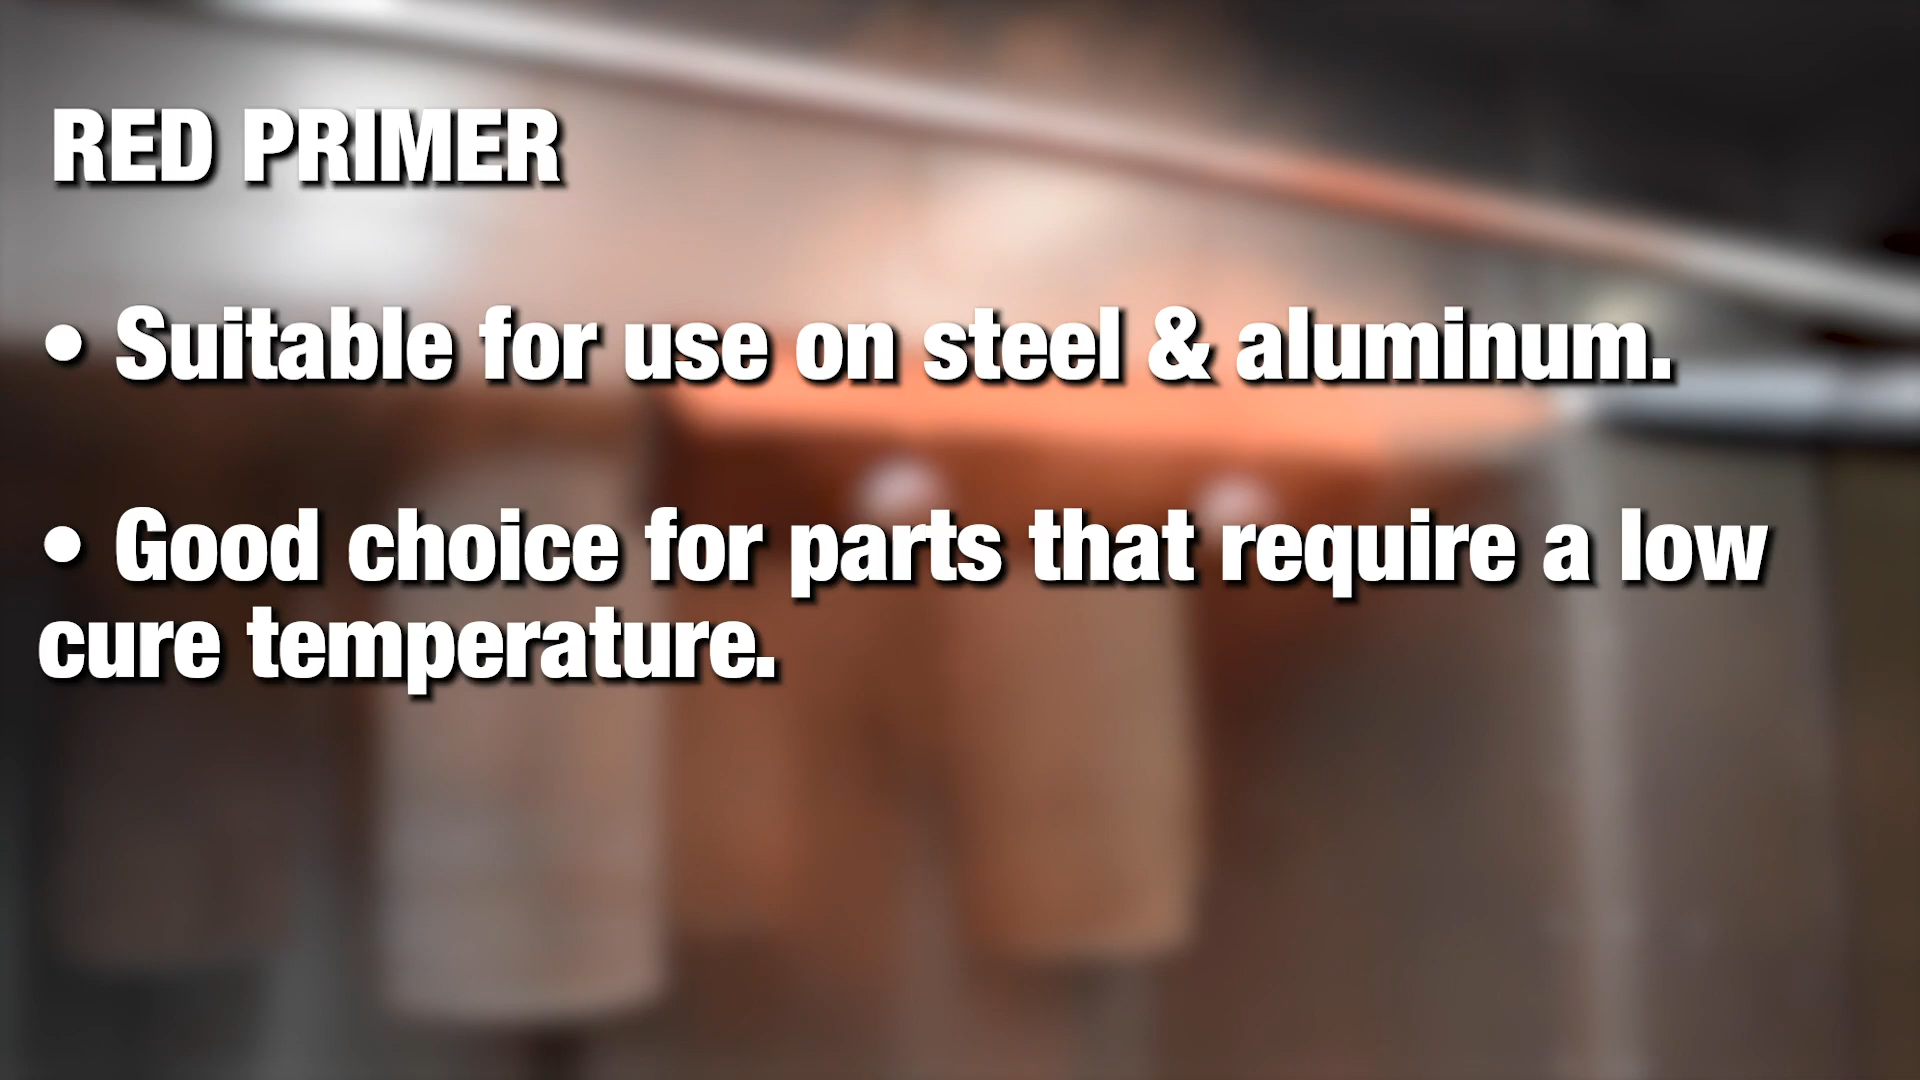 RED PRIMER
• Suitable for use on steel & aluminum.
• Good choice for parts that require a low
cure temperature.